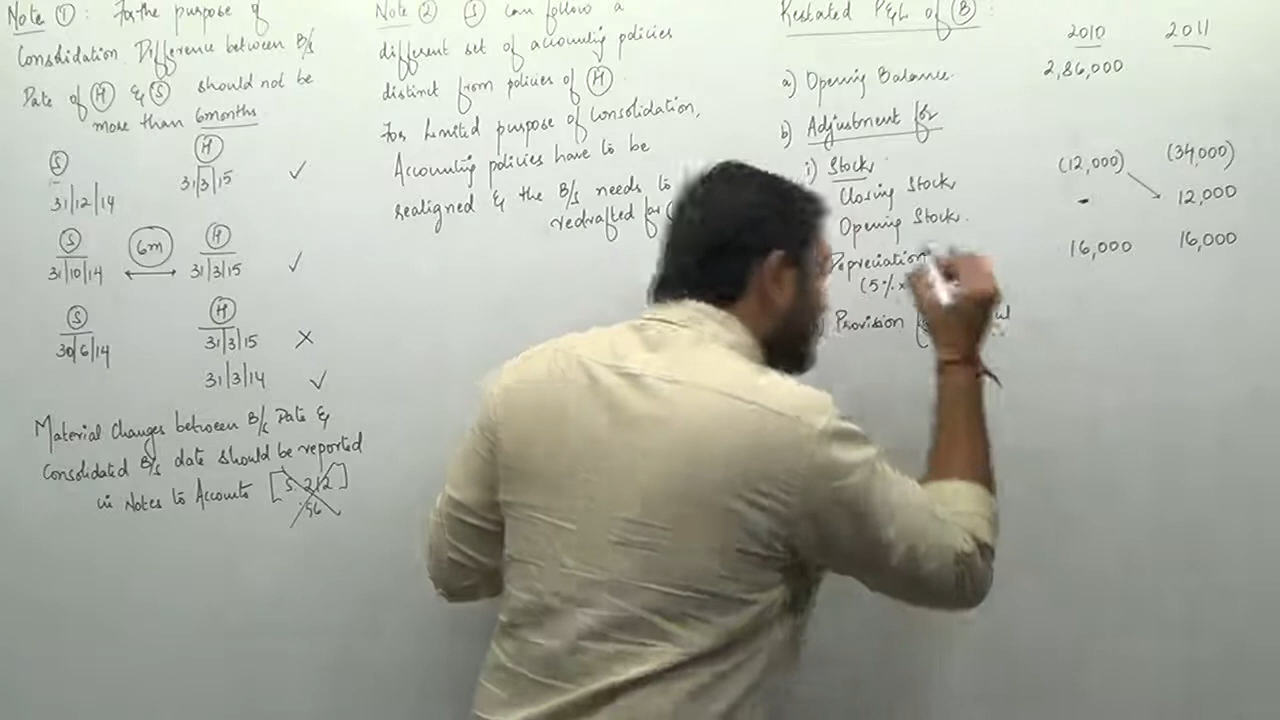 Note ①: For the purpose of
Consolidation Difference between B/s
Date of Ⓗ & Ⓢ should not be
more than 6months
Ⓢ Ⓗ
31/12/14 31/3/15 ✓
Ⓢ 6m Ⓗ
31/10/14 31/3/15 ✓
Ⓢ Ⓗ
30/6/14 31/3/15 ×
31/3/14 ✓
Material Changes between B/s Date &
Consolidated B/s date should be reported
in Notes to Accounts [S. 212]
Note ② Ⓢ can follow a
different set of accounting policies
distinct from policies of Ⓗ
For Limited purpose of consolidation,
Accounting policies have to be
realigned & the B/s needs to
redrafted for
Restated P&L of Ⓑ :
2010 2011
a) Opening Balance. 2,86,000
b) Adjustment for
i) Stock
Closing Stock (12,000) (34,000)
Opening Stock. - 12,000
Depreciation 16,000 16,000
(5%
Provision